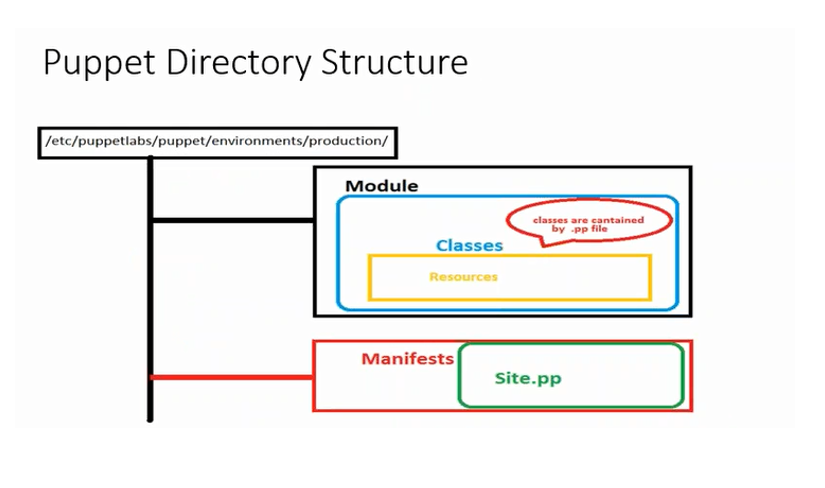 Puppet Directory Structure
/etc/puppetlabs/puppet/environments/production/
Module
classes are cantained
by .pp file
Classes
Resources
Manifests
Site.pp